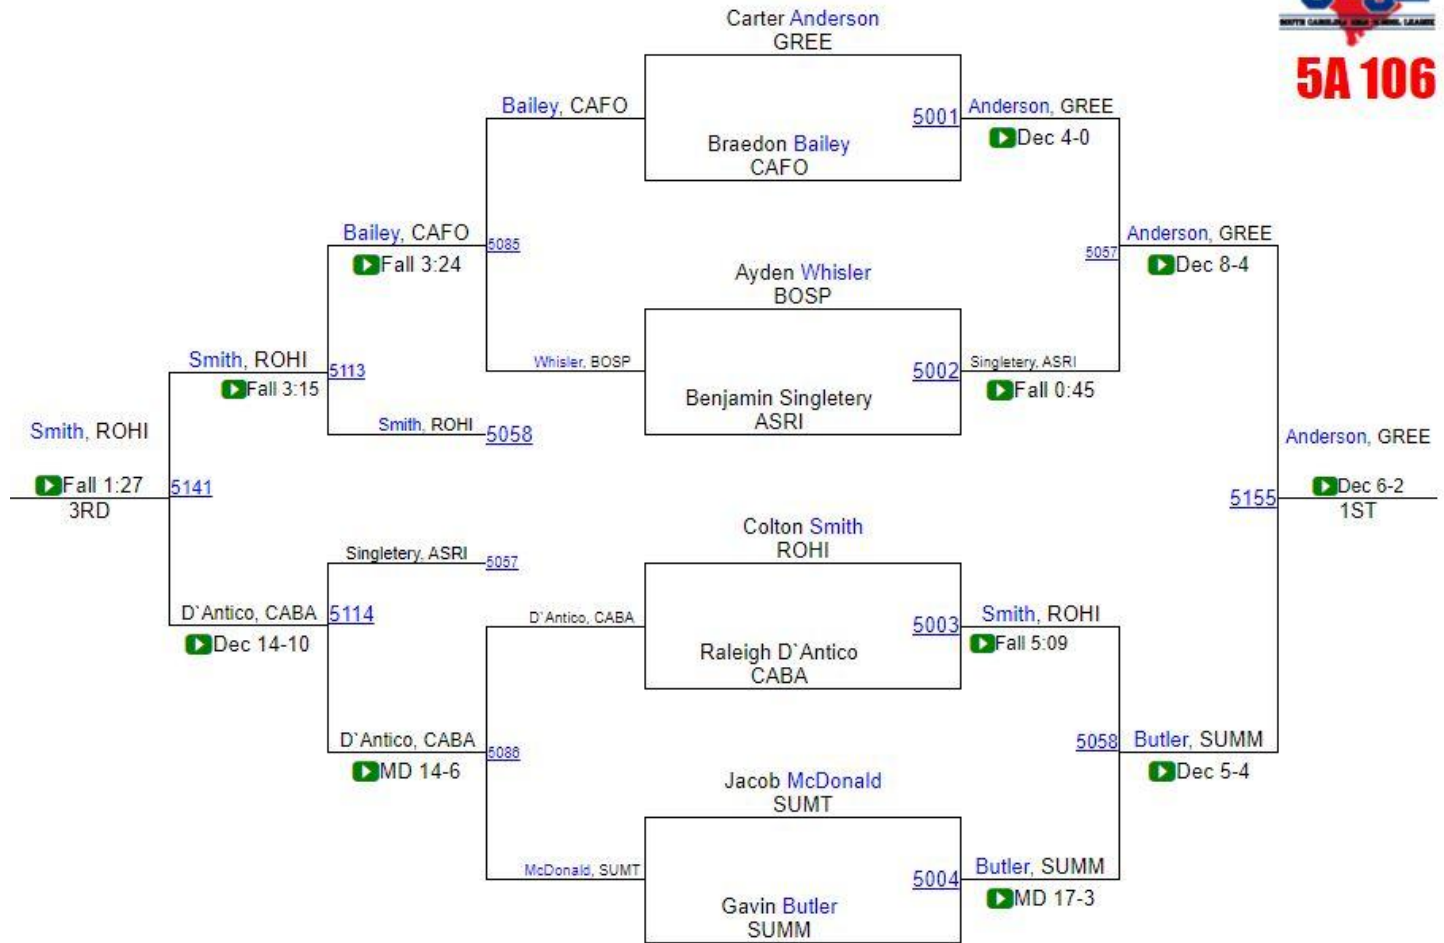 SOUTH CAROLINA HIGH SCHOOL LEAGUE
5A 106
Carter Anderson
GREE
Bailey, CAFO
5001
Anderson, GREE
Dec 4-0
Braedon Bailey
CAFO
Bailey, CAFO
Fall 3:24
5085
Ayden Whisler
BOSP
5057
Anderson, GREE
Dec 8-4
Smith, ROHI
Fall 3:15
5113
Whisler, BOSP
5002
Singletery, ASRI
Fall 0:45
Benjamin Singletery
ASRI
Smith, ROHI
5058
Smith, ROHI
Fall 1:27
3RD
5141
Anderson, GREE
5155
Dec 6-2
1ST
Colton Smith
ROHI
Singletery, ASRI
5057
D`Antico, CABA
Dec 14-10
5114
D`Antico, CABA
5003
Smith, ROHI
Fall 5:09
Raleigh D`Antico
CABA
D`Antico, CABA
MD 14-6
5086
5058
Butler, SUMM
Dec 5-4
Jacob McDonald
SUMT
McDonald, SUMT
5004
Butler, SUMM
MD 17-3
Gavin Butler
SUMM